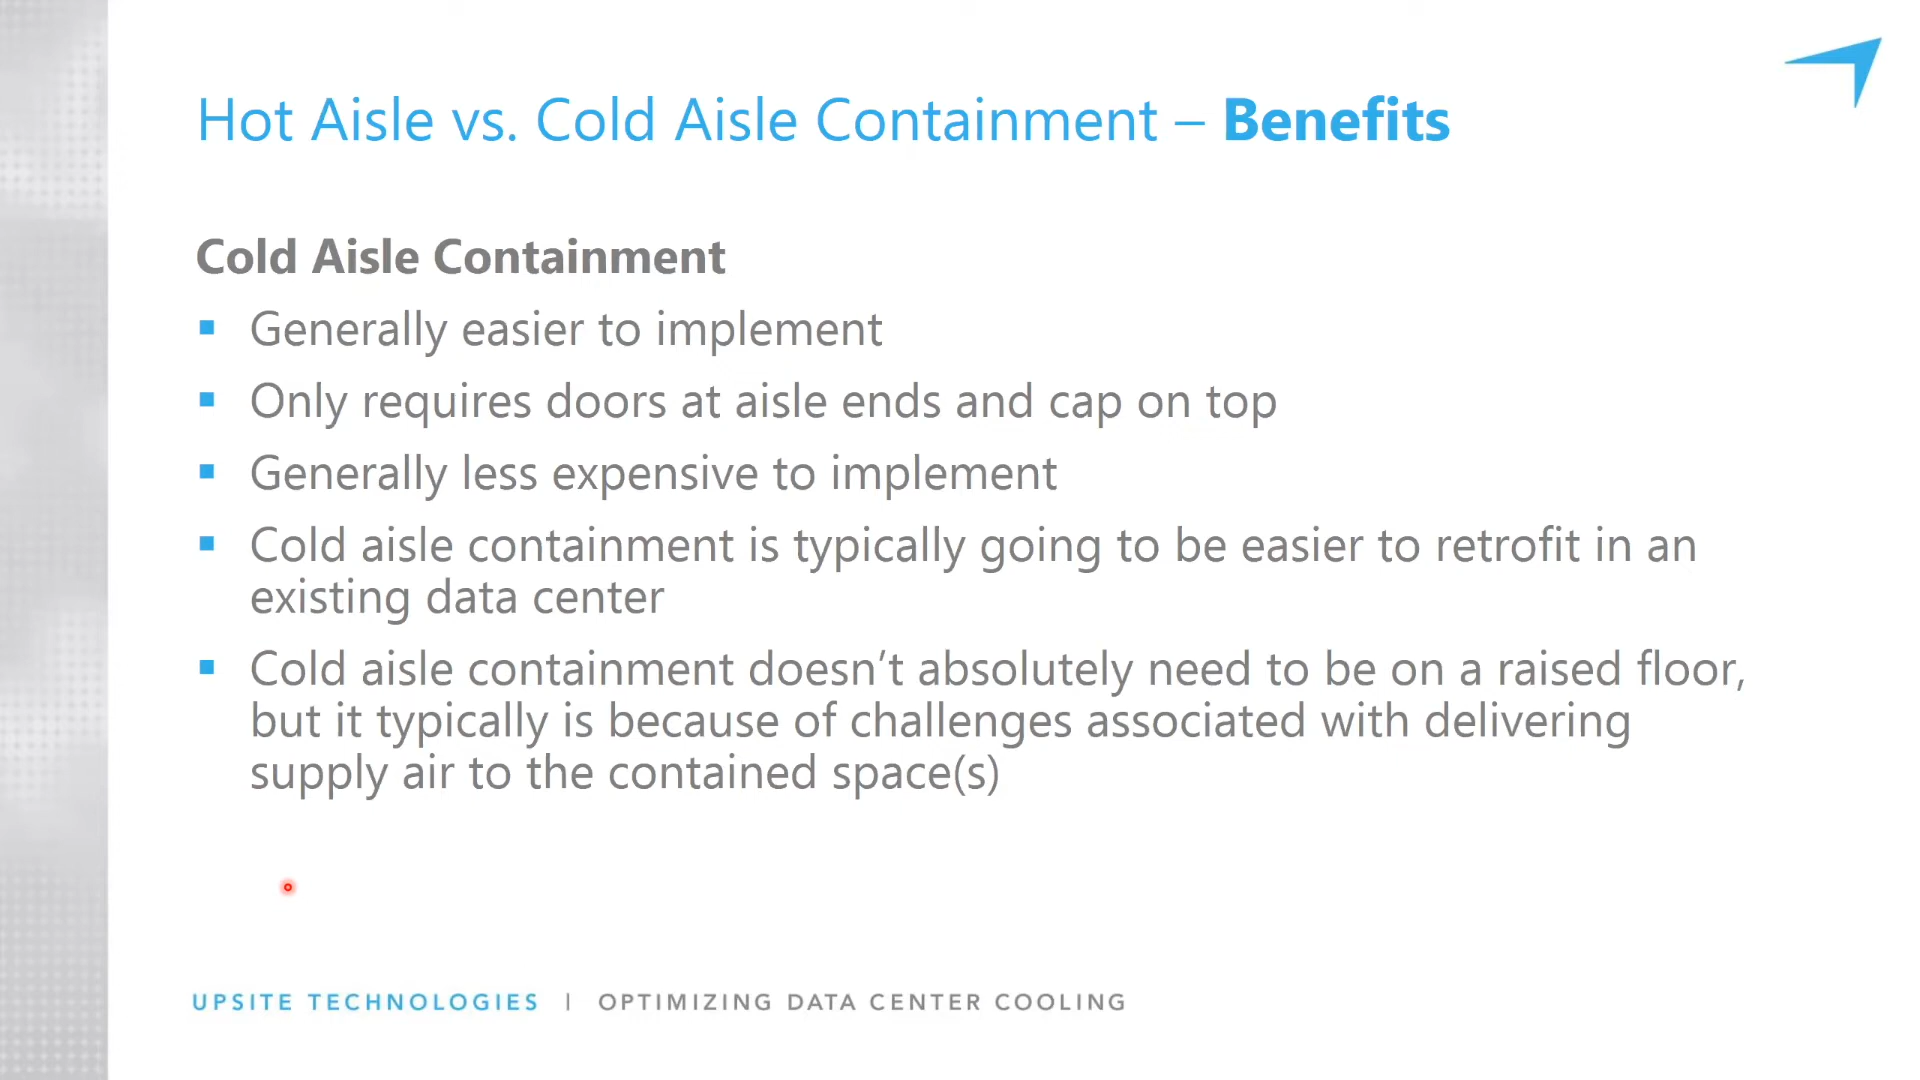 Hot Aisle vs. Cold Aisle Containment – Benefits
Cold Aisle Containment
▪ Generally easier to implement
▪ Only requires doors at aisle ends and cap on top
▪ Generally less expensive to implement
▪ Cold aisle containment is typically going to be easier to retrofit in an
existing data center
▪ Cold aisle containment doesn’t absolutely need to be on a raised floor,
but it typically is because of challenges associated with delivering
supply air to the contained space(s)
UPSITE TECHNOLOGIES | OPTIMIZING DATA CENTER COOLING